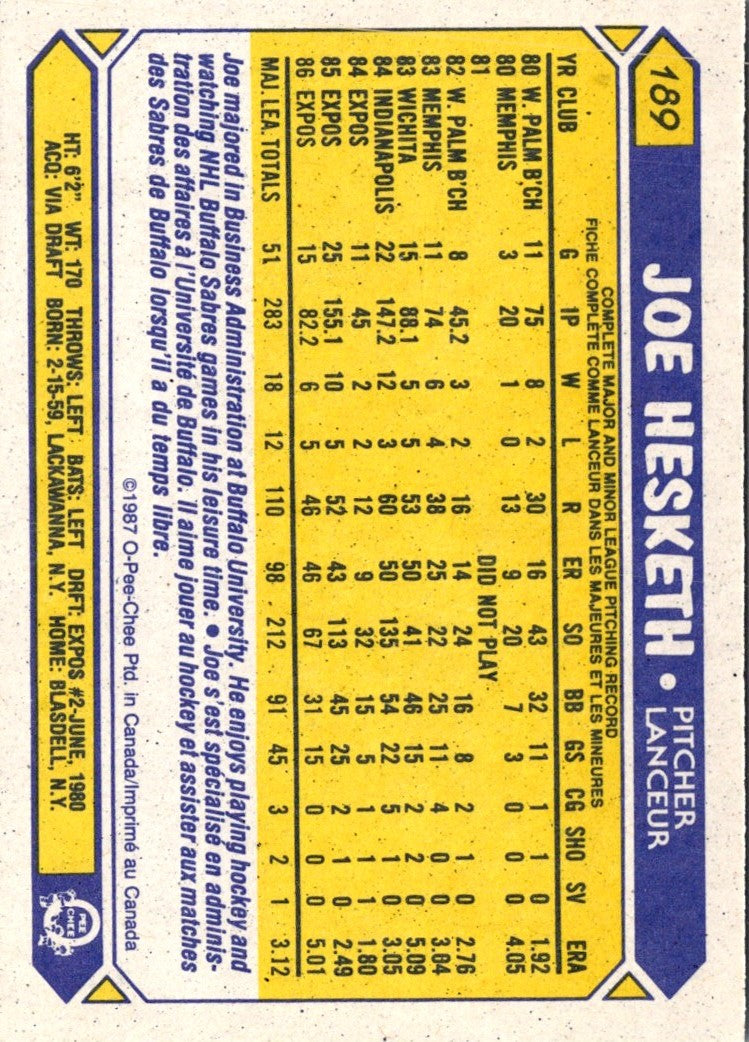 189
JOE HESKETH • PITCHER
LANCEUR
COMPLETE MAJOR AND MINOR LEAGUE PITCHING RECORD
FICHE COMPLÈTE COMME LANCEUR DANS LES MAJEURES ET LES MINEURES
YR CLUB G IP W L R ER SO BB GS CG SHO SV ERA
80 W. PALM B'CH 11 75 8 2 30 16 43 32 11 1 1 0 1.92
80 MEMPHIS 3 20 1 0 13 9 20 7 3 0 0 0 4.05
81 DID NOT PLAY
82 W. PALM B'CH 8 45.2 3 2 16 14 24 16 8 2 1 0 2.76
83 MEMPHIS 11 74 6 4 38 25 22 25 11 4 0 0 3.04
83 WICHITA 15 88.1 5 5 53 50 41 46 15 2 2 0 5.09
84 INDIANAPOLIS 22 147.2 12 3 60 50 135 54 22 5 1 0 3.05
84 EXPOS 11 45 2 2 12 9 32 15 5 1 1 1 1.80
85 EXPOS 25 155.1 10 5 52 43 113 45 25 2 1 0 2.49
86 EXPOS 15 82.2 6 5 46 46 67 31 15 0 0 0 5.01
MAJ. LEA. TOTALS 51 283 18 12 110 98 212 91 45 3 2 1 3.12
Joe majored in Business Administration at Buffalo University. He enjoys playing hockey and
watching NHL Buffalo Sabres games in his leisure time. • Joe s'est spécialisé en adminis-
tration des affaires à l'Université de Buffalo. Il aime jouer au hockey et assister aux matches
des Sabres de Buffalo lorsqu'il a du temps libre.
©1987 O-Pee-Chee Ptd. in Canada/Imprimé au Canada
HT: 6'2" WT: 170 THROWS: LEFT BATS: LEFT DRFT: EXPOS #2-JUNE, 1980
ACQ: VIA DRAFT BORN: 2-15-59, LACKAWANNA, N.Y. HOME: BLASDELL, N.Y.
O
PEE
CHEE